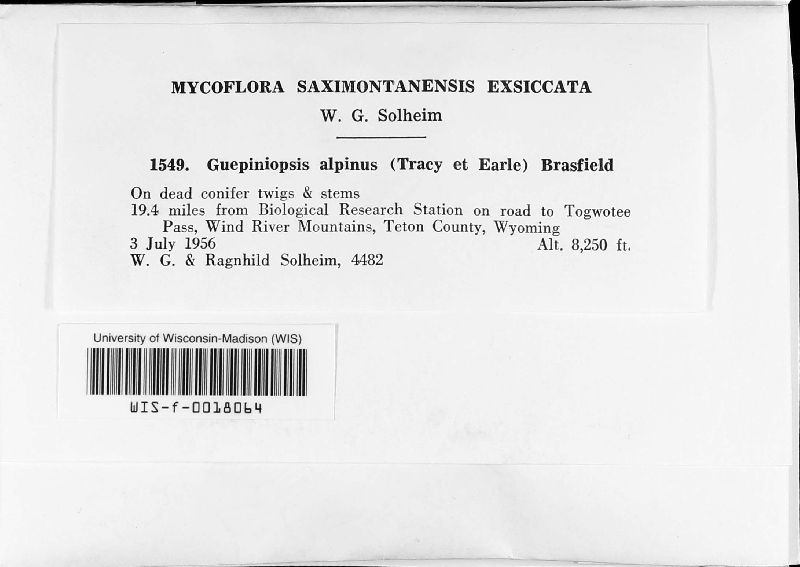 MYCOFLORA SAXIMONTANENSIS EXSICCATA
W. G. Solheim
1549. Guepiniopsis alpinus (Tracy et Earle) Brasfield
On dead conifer twigs & stems
19.4 miles from Biological Research Station on road to Togwotee
Pass, Wind River Mountains, Teton County, Wyoming
3 July 1956 Alt. 8,250 ft.
W. G. & Ragnhild Solheim, 4482
University of Wisconsin-Madison (WIS)
WIS-f-0018064